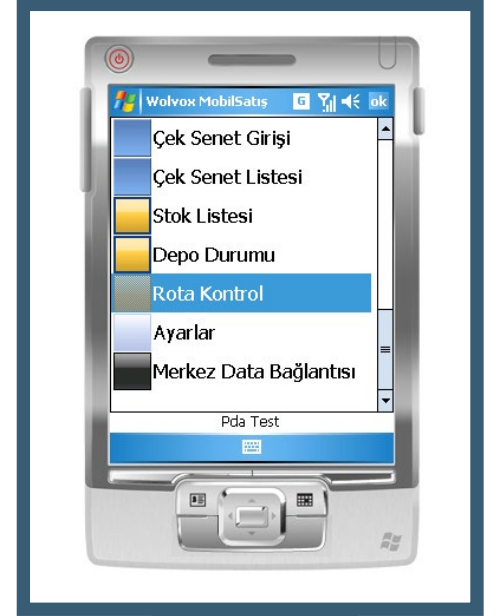 Wolvox MobilSatış G ok
Çek Senet Girişi
Çek Senet Listesi
Stok Listesi
Depo Durumu
Rota Kontrol
Ayarlar
Merkez Data Bağlantısı
Pda Test